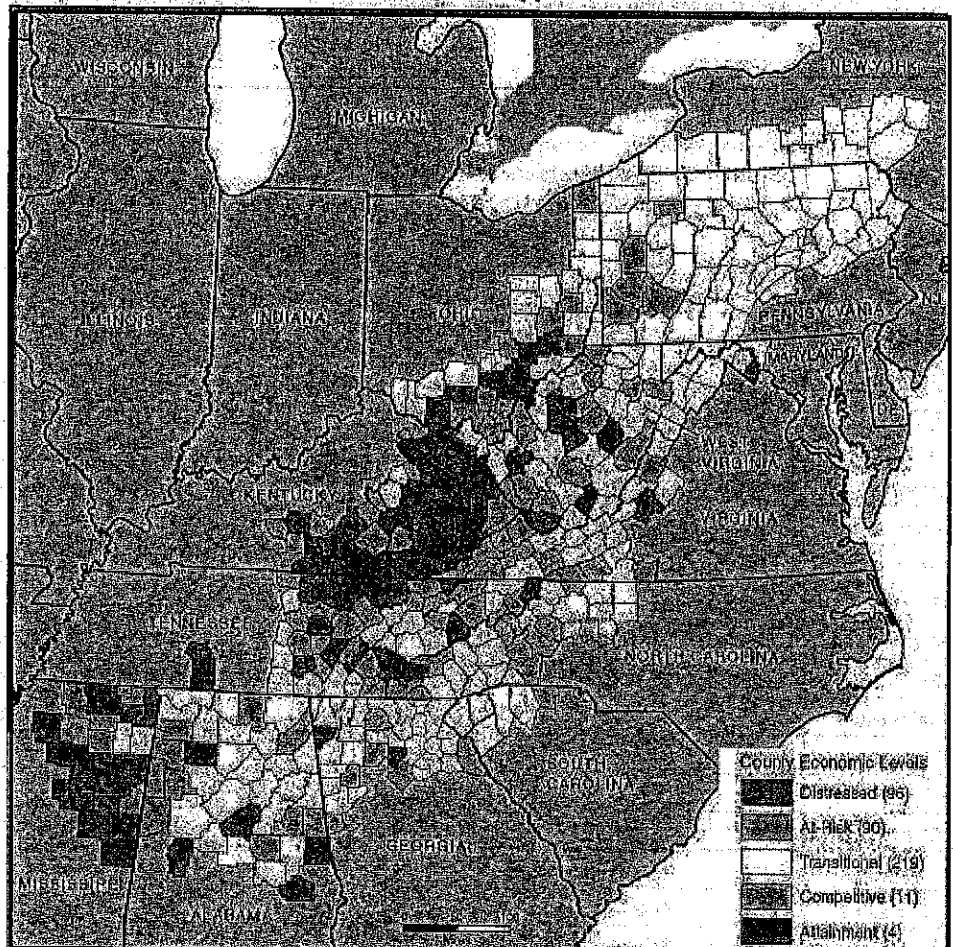 WISCONSIN
MICHIGAN
NEW YORK
ILLINOIS
INDIANA
OHIO
PENNSYLVANIA
N.J.
MARYLAND
DE
WEST
VIRGINIA
KENTUCKY
VIRGINIA
TENNESSEE
NORTH CAROLINA
SOUTH
CAROLINA
MISSISSIPPI
ALABAMA
GEORGIA
County Economic Levels
Distressed (96)
At-Risk (90)
Transitional (219)
Competitive (11)
Attainment (4)